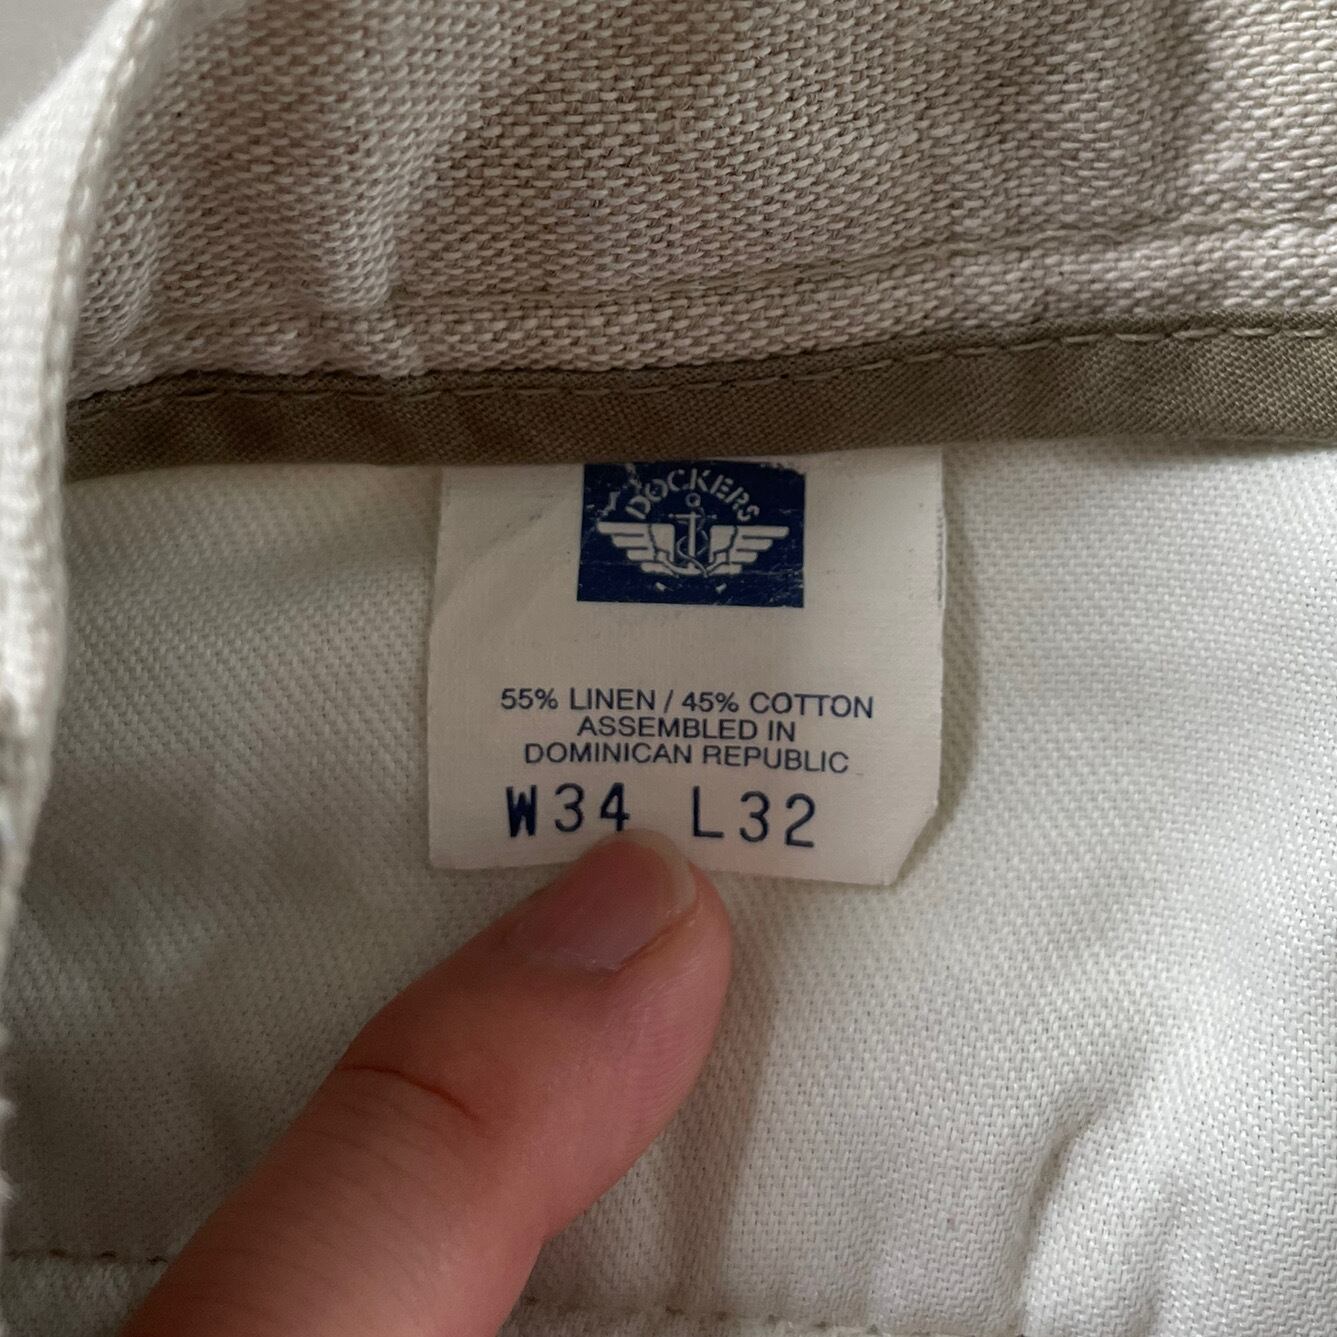 DOCKERS
55% LINEN / 45% COTTON
ASSEMBLED IN
DOMINICAN REPUBLIC
W34 L32